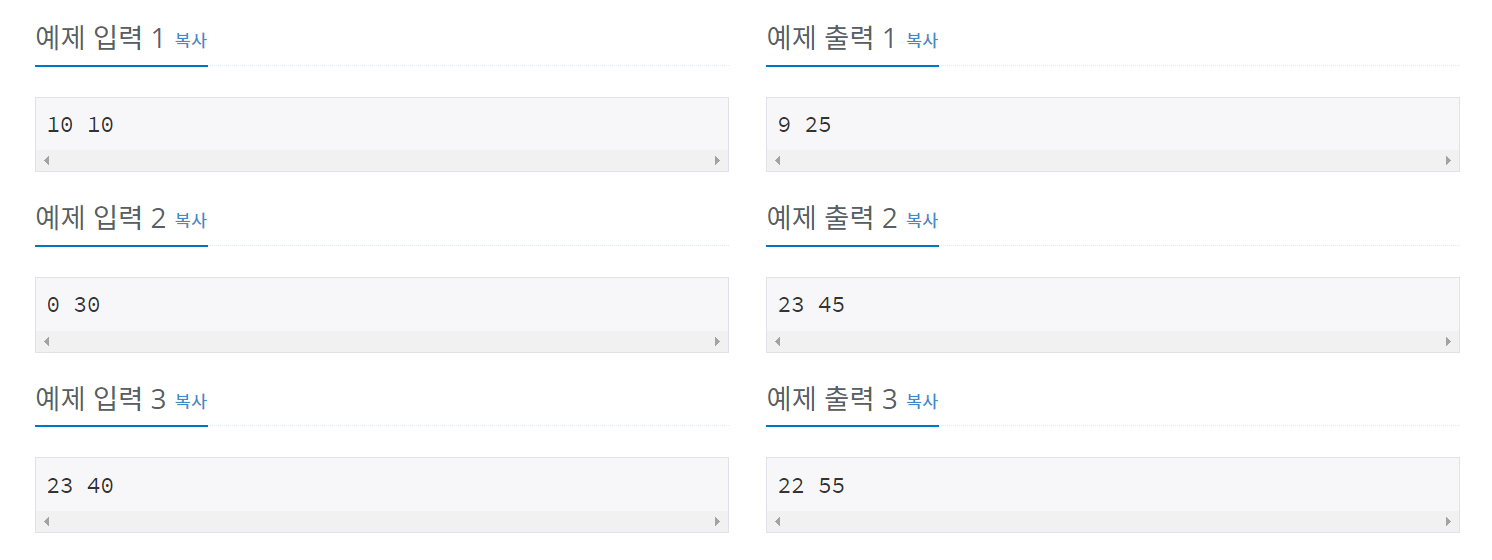 예제 입력 1 복사
예제 출력 1 복사
10 10
9 25
예제 입력 2 복사
예제 출력 2 복사
0 30
23 45
예제 입력 3 복사
예제 출력 3 복사
23 40
22 55